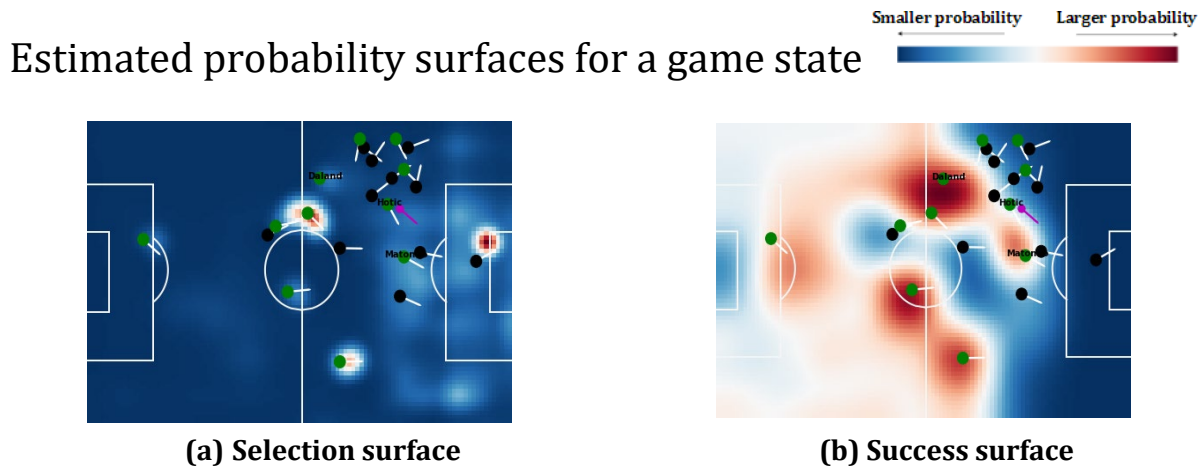 Smaller probability Larger probability
Estimated probability surfaces for a game state
Daland
Hotic
Maton
Daland
Hotic
Maton
(a) Selection surface
(b) Success surface